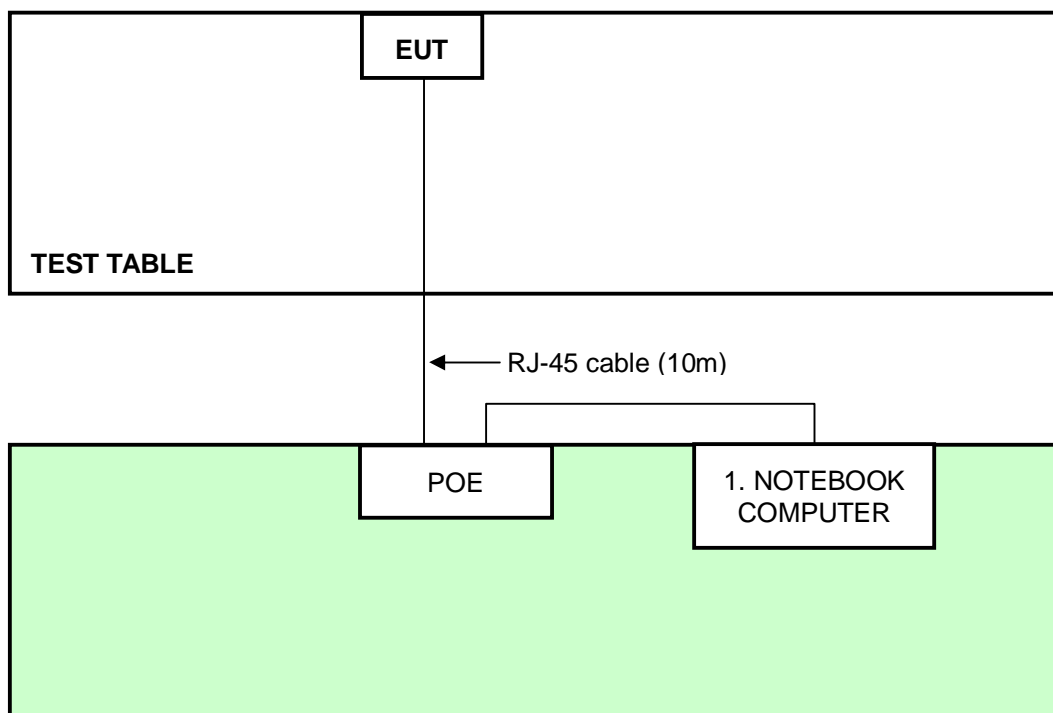 EUT
TEST TABLE
RJ-45 cable (10m)
POE
1. NOTEBOOK
COMPUTER